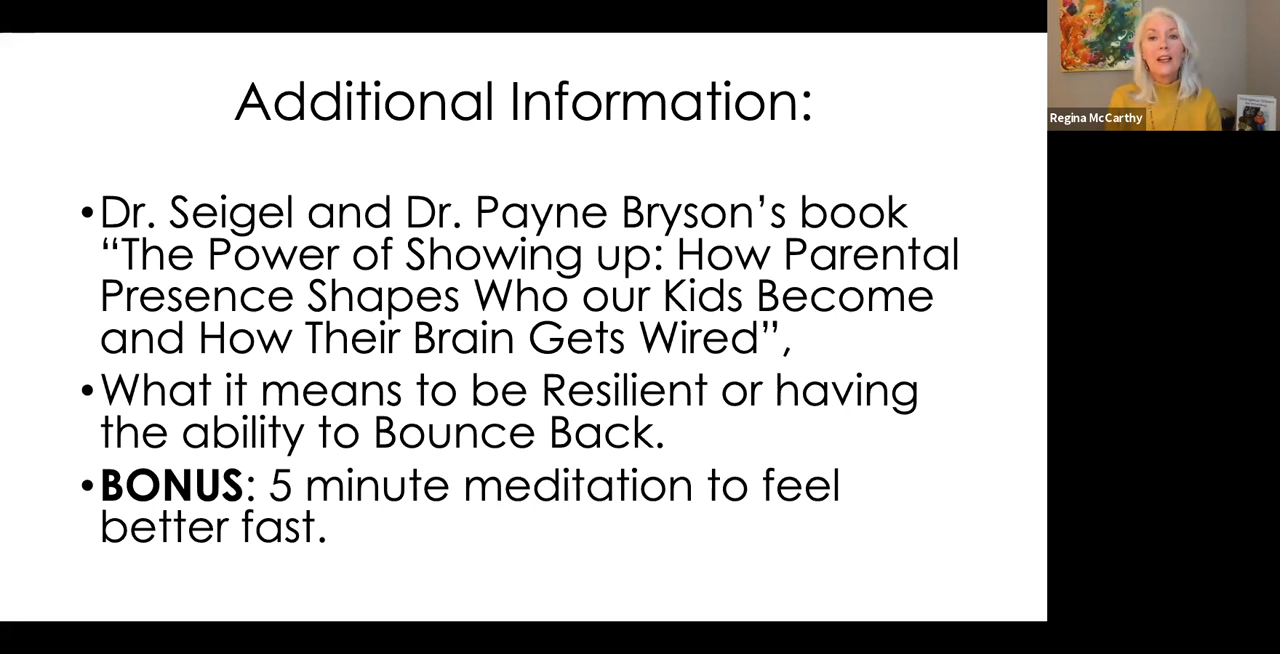 Additional Information:
•Dr. Seigel and Dr. Payne Bryson’s book
“The Power of Showing up: How Parental
Presence Shapes Who our Kids Become
and How Their Brain Gets Wired”,
•What it means to be Resilient or having
the ability to Bounce Back.
•BONUS: 5 minute meditation to feel
better fast.
Regina McCarthy